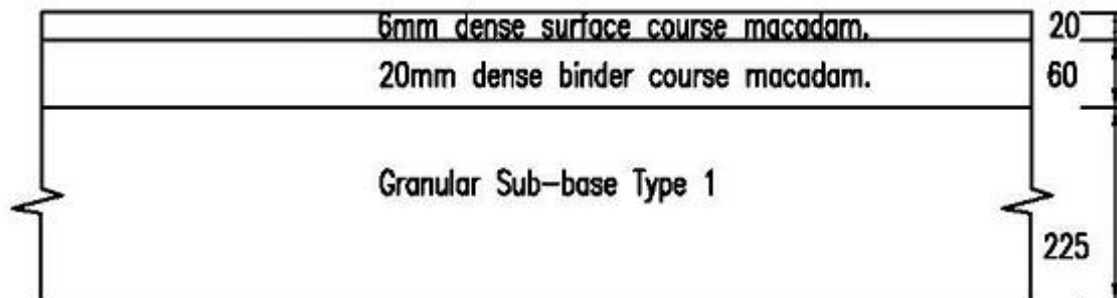 6mm dense surface course macadam. 20
20mm dense binder course macadam. 60
Granular Sub-base Type 1
225